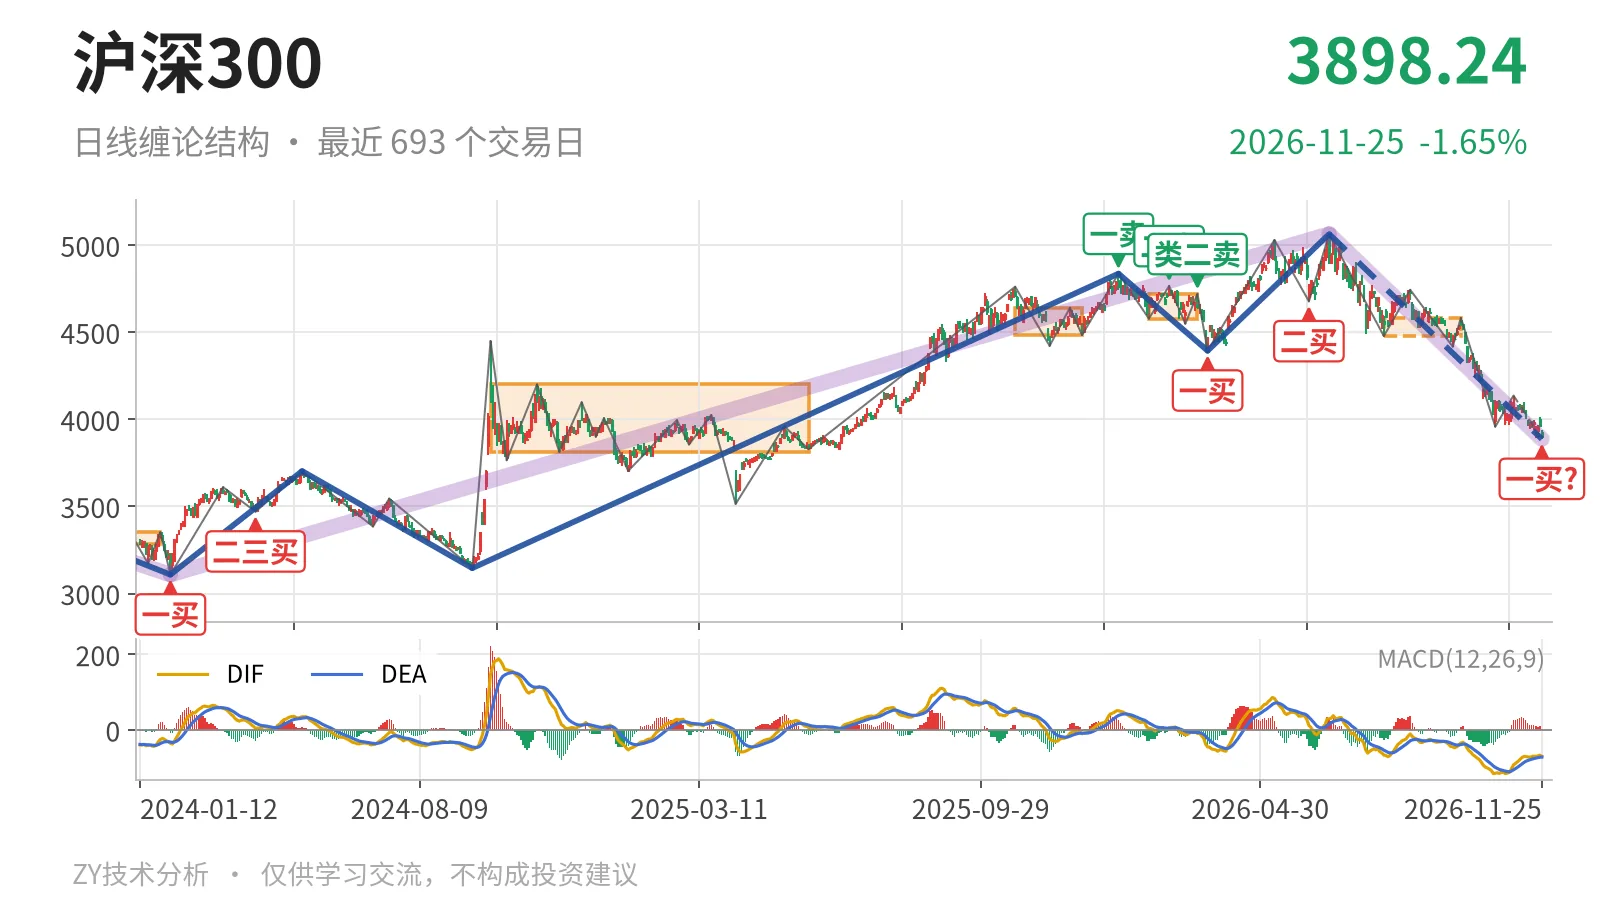 沪深300
3898.24
日线缠论结构 • 最近 693 个交易日
2026-11-25 -1.65%
5000
4500
4000
3500
3000
一卖
类二卖
二买
一买
一买?
二三买
一买
200
0
DIF
DEA
MACD(12,26,9)
2024-01-12
2024-08-09
2025-03-11
2025-09-29
2026-04-30
2026-11-25
ZY技术分析 • 仅供学习交流，不构成投资建议